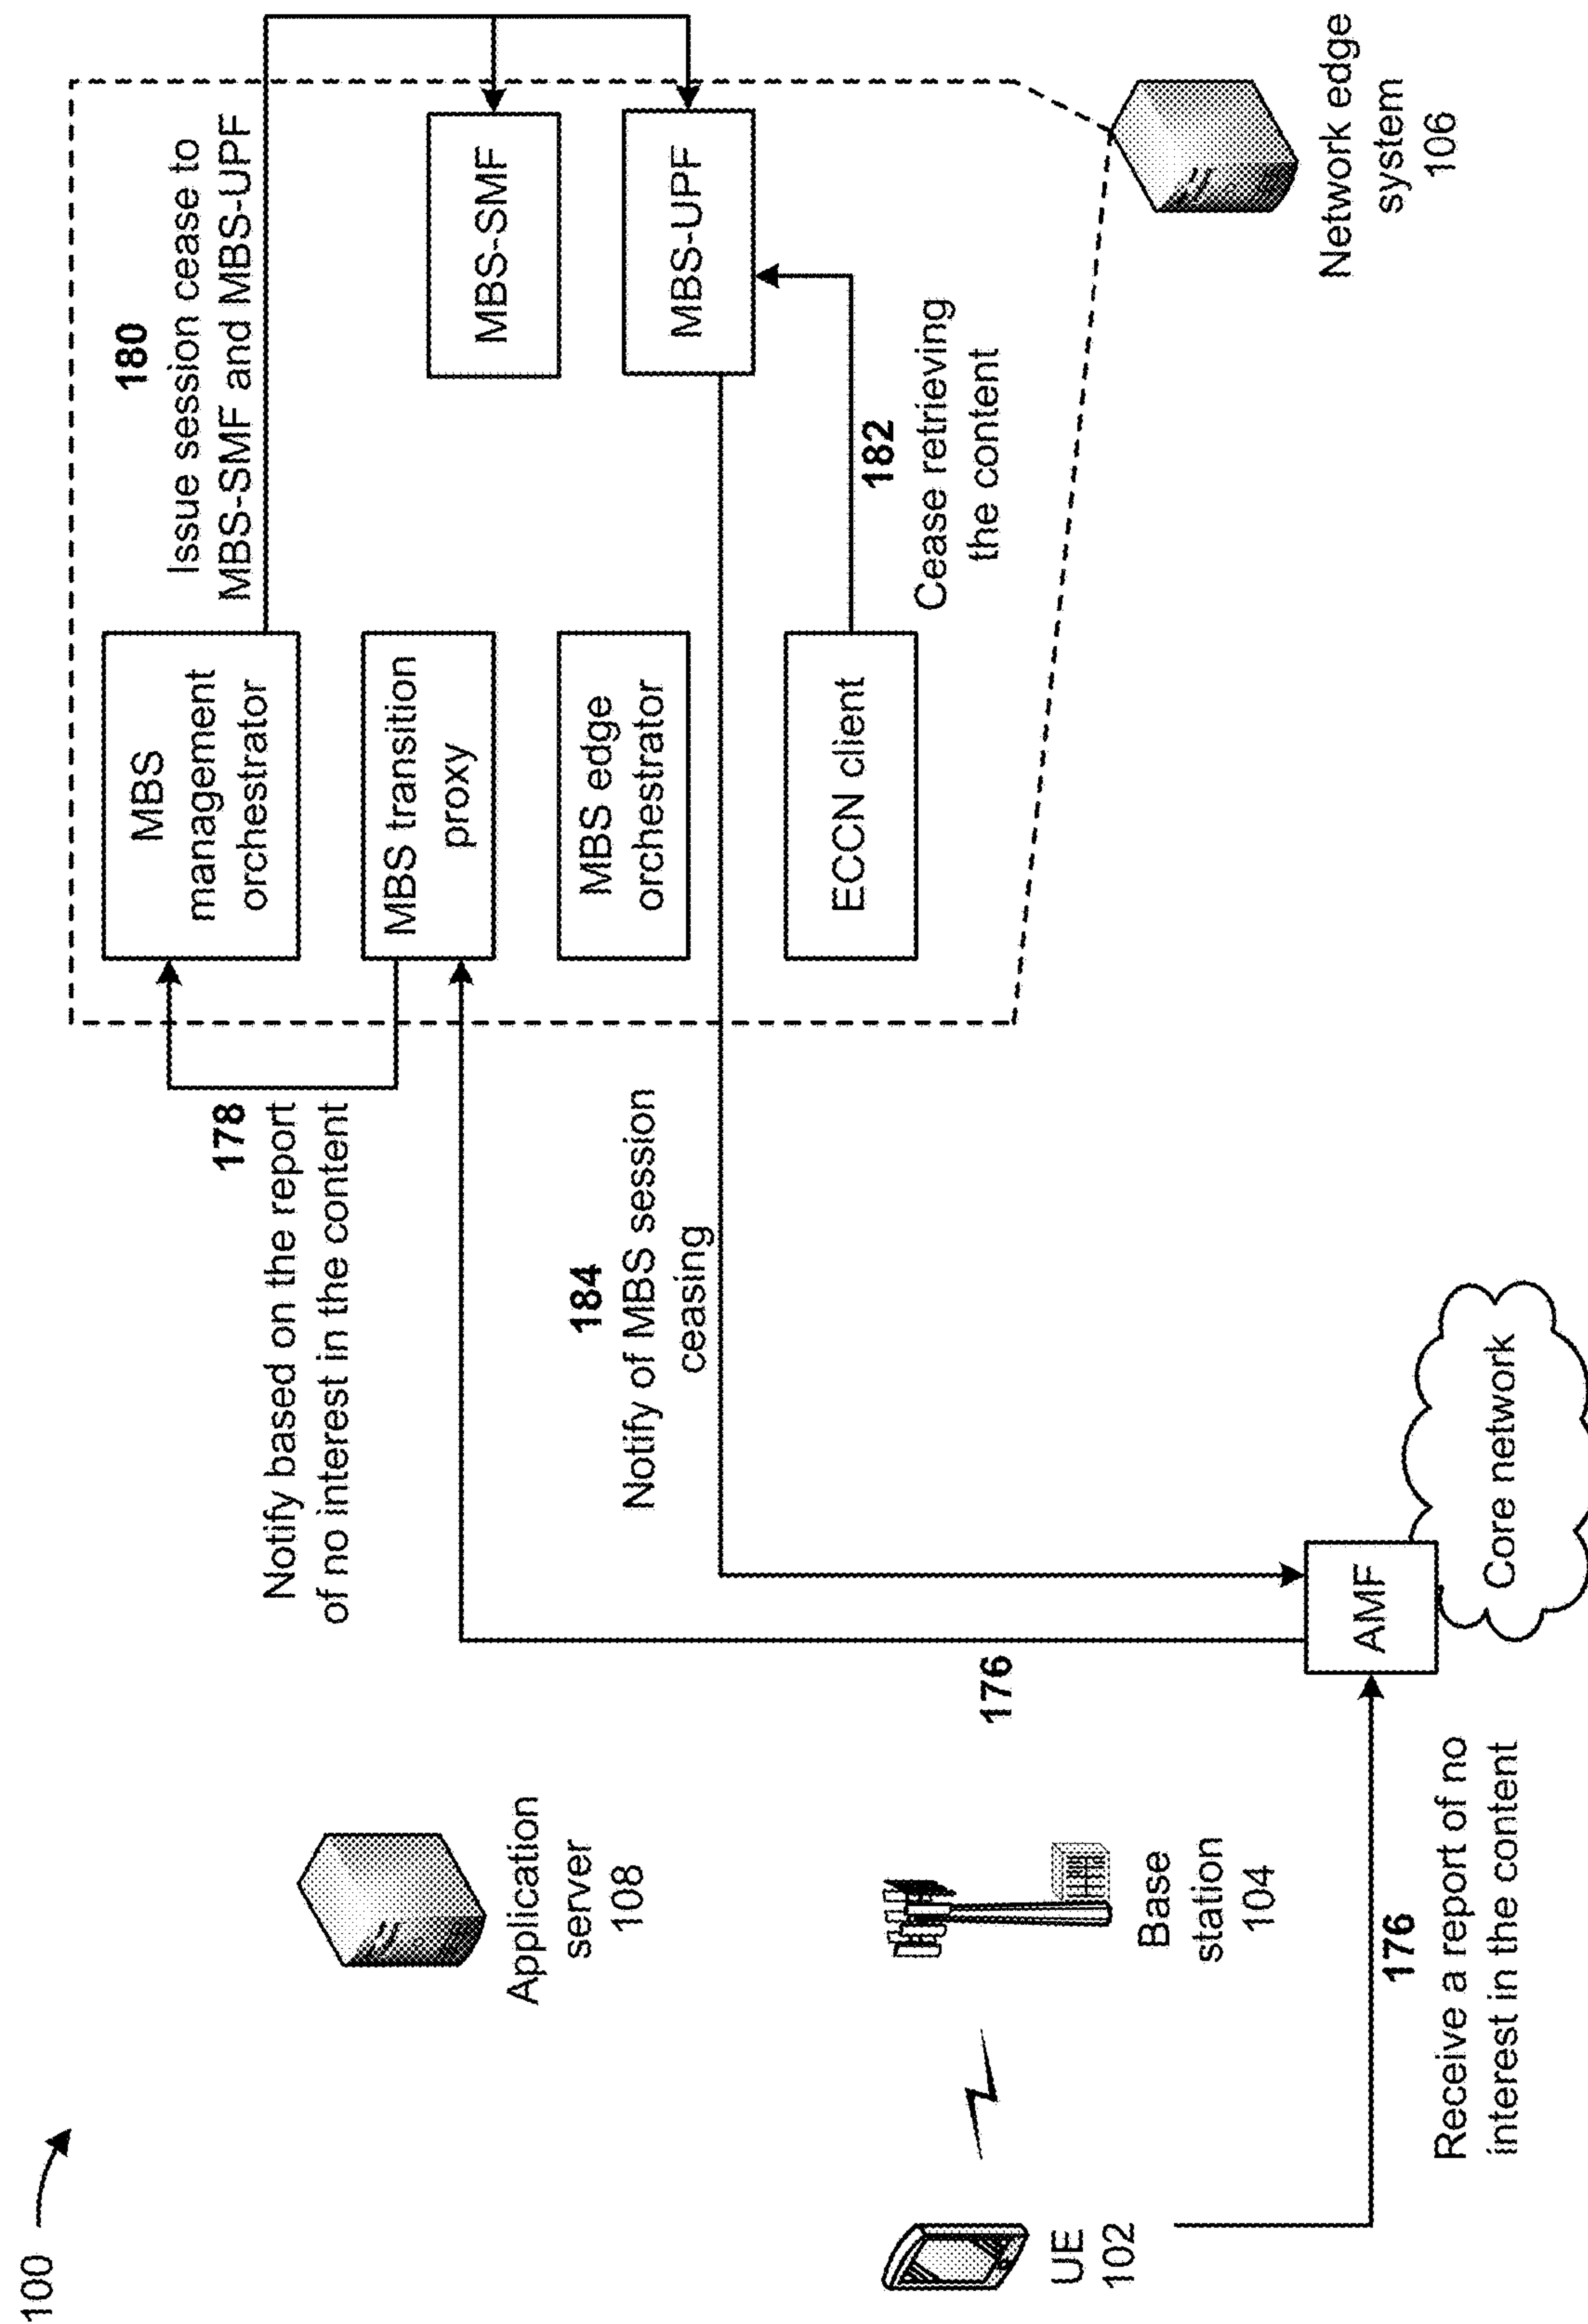 100
180
Issue session cease to
MBS-SMF and MBS-UPF
MBS
management
orchestrator
178
Notify based on the report
of no interest in the content
MBS transition
proxy
MBS-SMF
Application
server
108
184
Notify of MBS session
ceasing
MBS edge
orchestrator
MBS-UPF
ECCN client
182
Cease retrieving
the content
UE
102
Base
station
104
176
Network edge
system
106
AMF
Core network
176
Receive a report of no
interest in the content